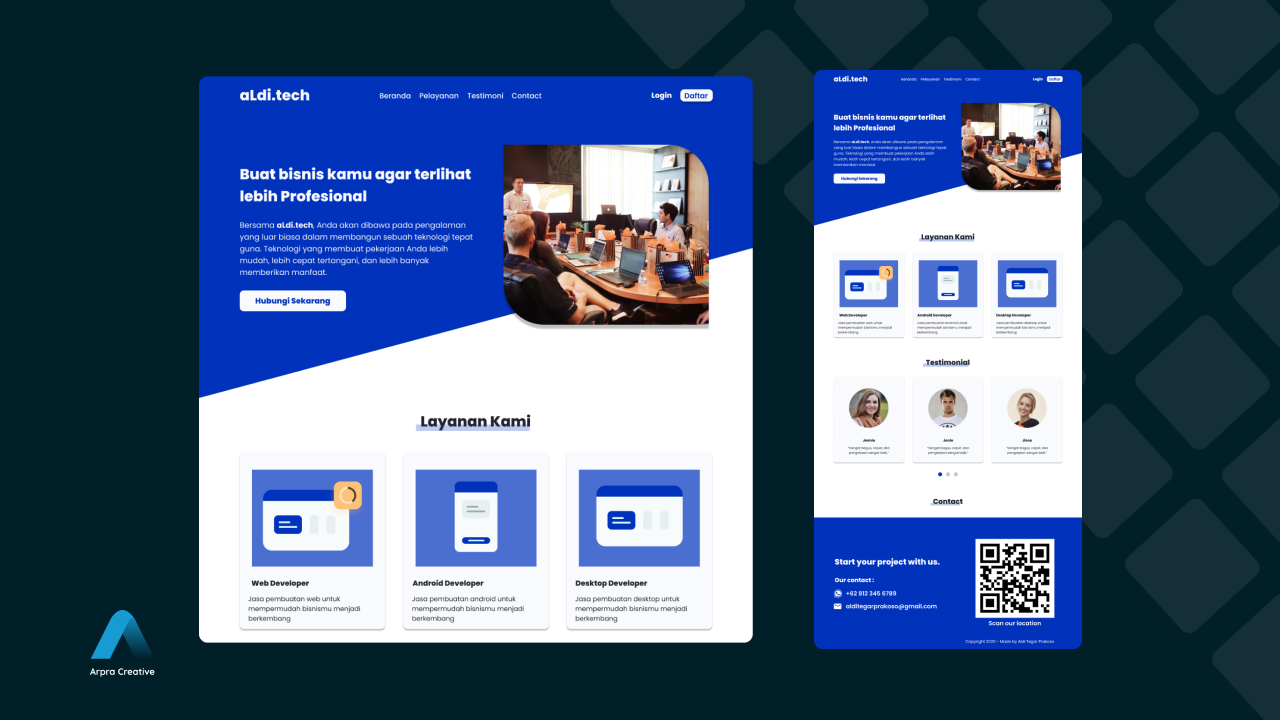 aLdi.tech
Beranda Pelayanan Testimoni Contact
Login Daftar
Buat bisnis kamu agar terlihat
lebih Profesional
Bersama aLdi.tech, Anda akan dibawa pada pengalaman
yang luar biasa dalam membangun sebuah teknologi tepat
guna. Teknologi yang membuat pekerjaan Anda lebih
mudah, lebih cepat tertangani, dan lebih banyak
memberikan manfaat.
Hubungi Sekarang
Layanan Kami
Web Developer
Jasa pembuatan web untuk
mempermudah bisnismu menjadi
berkembang
Android Developer
Jasa pembuatan android untuk
mempermudah bisnismu menjadi
berkembang
Desktop Developer
Jasa pembuatan desktop untuk
mempermudah bisnismu menjadi
berkembang
Arpra Creative
aLdi.tech
Beranda Pelayanan Testimoni Contact
Login Daftar
Buat bisnis kamu agar terlihat
lebih Profesional
Bersama aLdi.tech, Anda akan dibawa pada pengalaman
yang luar biasa dalam membangun sebuah teknologi tepat
guna. Teknologi yang membuat pekerjaan Anda lebih
mudah, lebih cepat tertangani, dan lebih banyak
memberikan manfaat.
Hubungi Sekarang
Layanan Kami
Web Developer
Jasa pembuatan web untuk
mempermudah bisnismu menjadi
berkembang
Android Developer
Jasa pembuatan android untuk
mempermudah bisnismu menjadi
berkembang
Desktop Developer
Jasa pembuatan desktop untuk
mempermudah bisnismu menjadi
berkembang
Testimonial
Jennie
"Sangat bagus, cepat, dan
pengerjaan sangat baik."
Jenie
"Sangat bagus, cepat, dan
pengerjaan sangat baik."
Jisoo
"Sangat bagus, cepat, dan
pengerjaan sangat baik."
Contact
Start your project with us.
Our contact :
+62 812 345 6789
alditegarprakoso@gmail.com
Scan our location
Copyright 2020 - Made by Aldi Tegar Prakoso